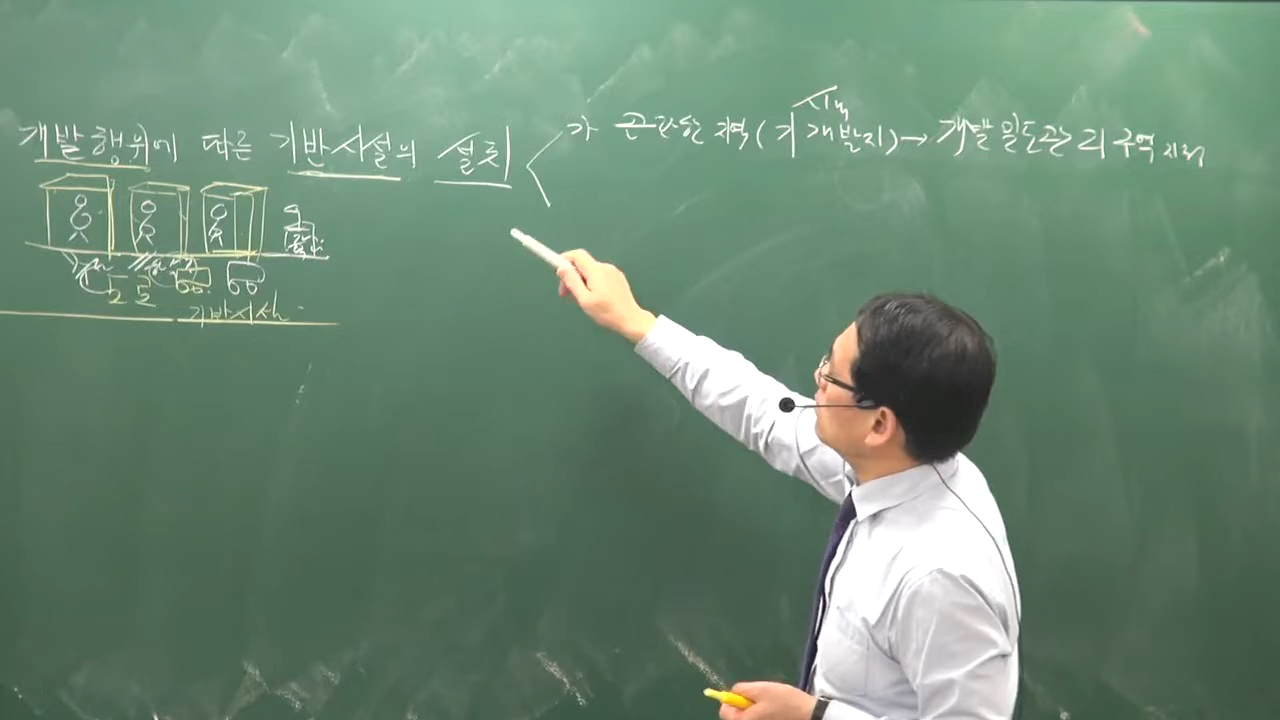 개발행위에 따른 기반시설의 설치
가 곤란한 지역 (기개발지) → 개발밀도관리구역 지정
시내
기반시설